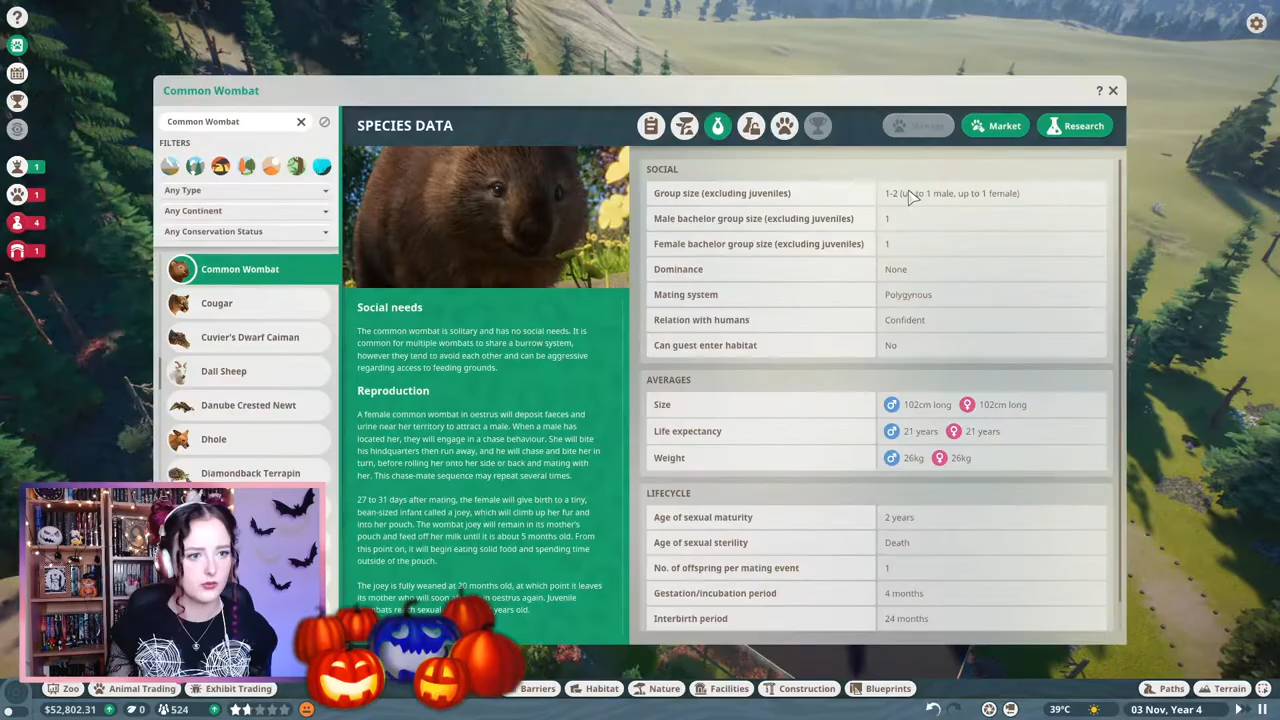 Common Wombat
?
Common Wombat
FILTERS
Any Type
Any Continent
Any Conservation Status
Common Wombat
Cougar
Cuvier's Dwarf Caiman
Dall Sheep
Danube Crested Newt
Dhole
Diamondback Terrapin
1
1
4
1
SPECIES DATA
Market
Research
Social needs
The common wombat is solitary and has no social needs. It is
common for multiple wombats to share a burrow system,
however they tend to avoid each other and can be aggressive
regarding access to feeding grounds.
Reproduction
A female common wombat in oestrus will deposit faeces and
urine near her territory to attract a male. When a male has
located her, they will engage in a chase behaviour. She will bite
his hindquarters then run away, and he will chase and bite her in
turn, before rolling her onto her side or back and mating with
her. This chase-mate sequence may repeat several times.
27 to 31 days after mating, the female will give birth to a tiny,
bean-sized infant called a joey, which will climb up her fur and
into her pouch. The wombat joey will remain in its mother's
pouch and feed off her milk until it is about 5 months old. From
this point on, it will begin eating solid food and spending time
outside of the pouch.
The joey is fully weaned at 20 months old, at which point it leaves
its mother who will soon in oestrus again. Juvenile
reach sexual years old.
SOCIAL
Group size (excluding juveniles) 1-2 (up to 1 male, up to 1 female)
Male bachelor group size (excluding juveniles) 1
Female bachelor group size (excluding juveniles) 1
Dominance None
Mating system Polygynous
Relation with humans Confident
Can guest enter habitat No
AVERAGES
Size 102cm long 102cm long
Life expectancy 21 years 21 years
Weight 26kg 26kg
LIFECYCLE
Age of sexual maturity 2 years
Age of sexual sterility Death
No. of offspring per mating event 1
Gestation/incubation period 4 months
Interbirth period 24 months
Zoo Animal Trading Exhibit Trading Barriers Habitat Nature Facilities Construction Blueprints Paths Terrain
$52,802.31 0 524 39°C 03 Nov, Year 4